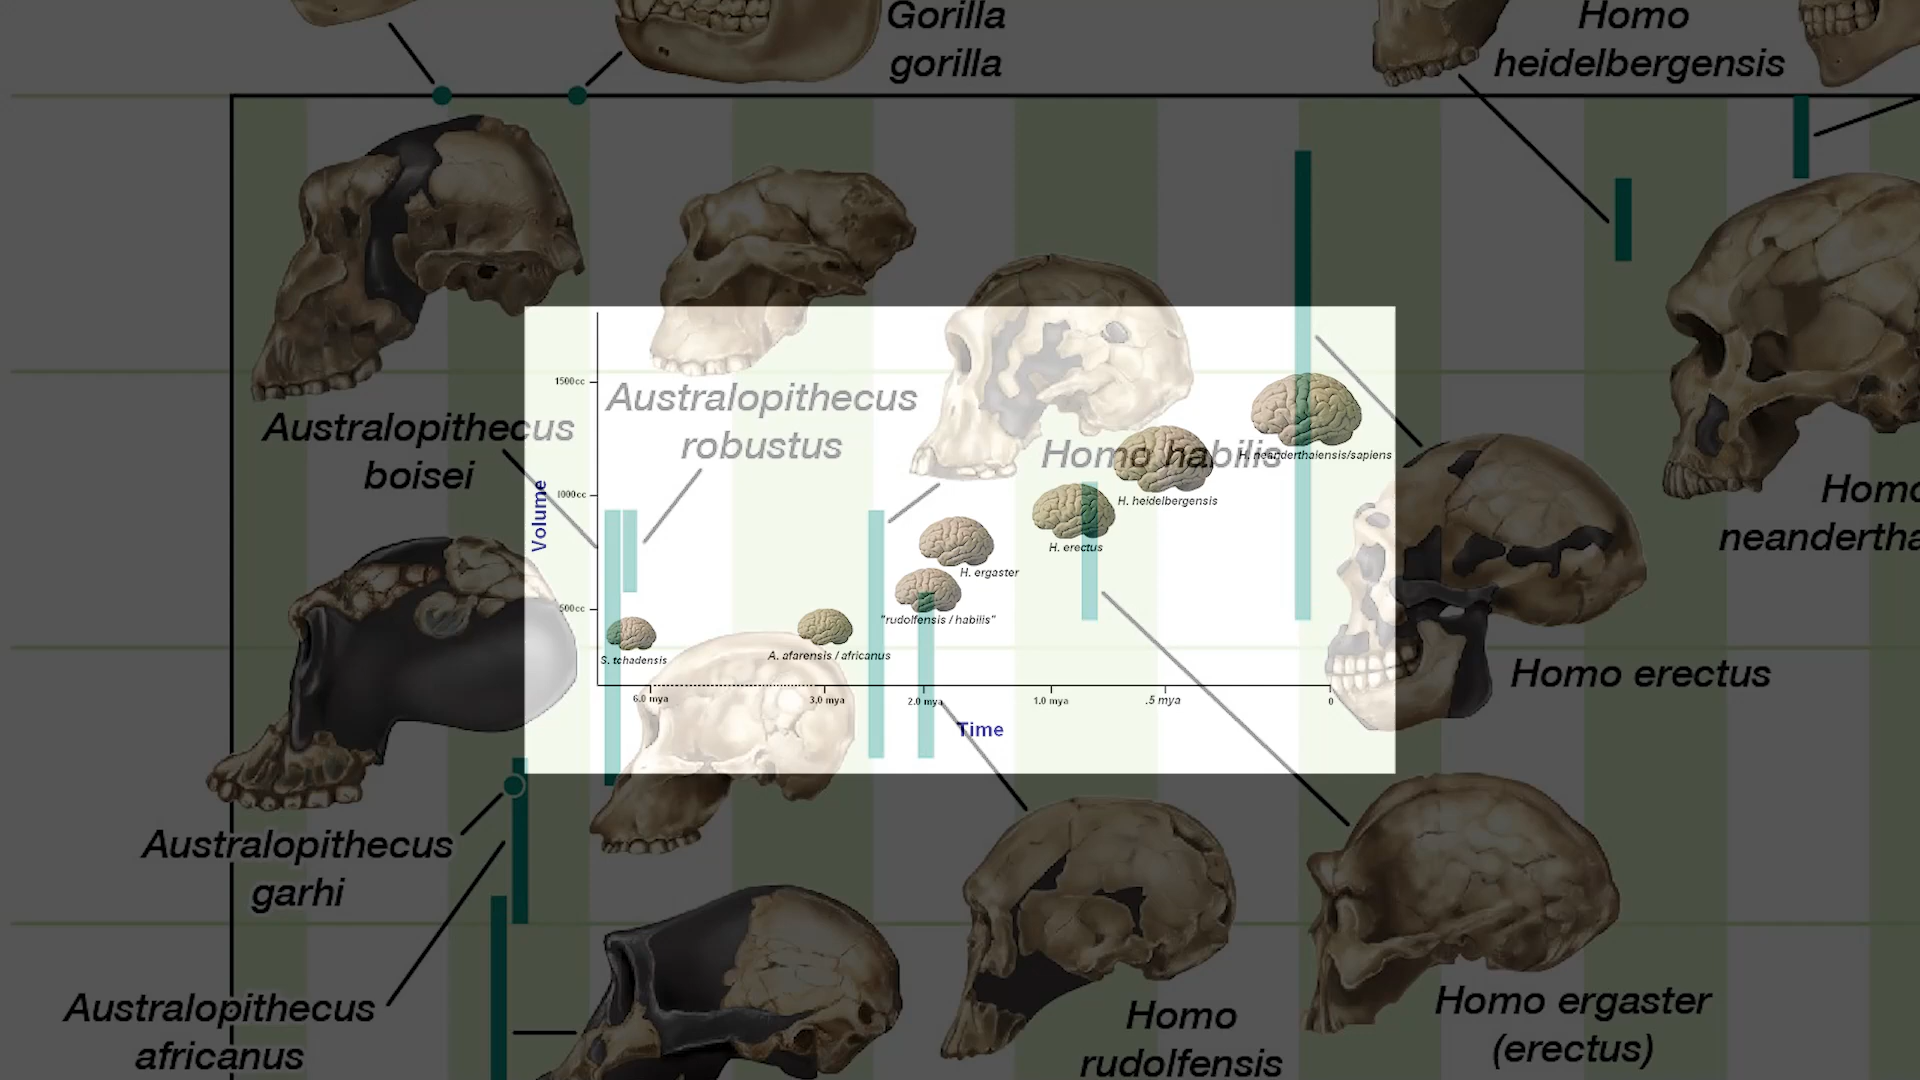 Gorilla
gorilla
Homo
heidelbergensis
Australopithecus
boisei
Australopithecus
robustus
Homo habilis
Homo
neandertha
Homo erectus
Australopithecus
garhi
Australopithecus
africanus
Homo
rudolfensis
Homo ergaster
(erectus)
Volume
1500cc
1000cc
500cc
H. neanderthalensis/sapiens
H. heidelbergensis
H. erectus
H. ergaster
"rudolfensis / habilis"
A. afarensis / africanus
S. tchadensis
6.0 mya
3.0 mya
2.0 mya
1.0 mya
.5 mya
0
Time